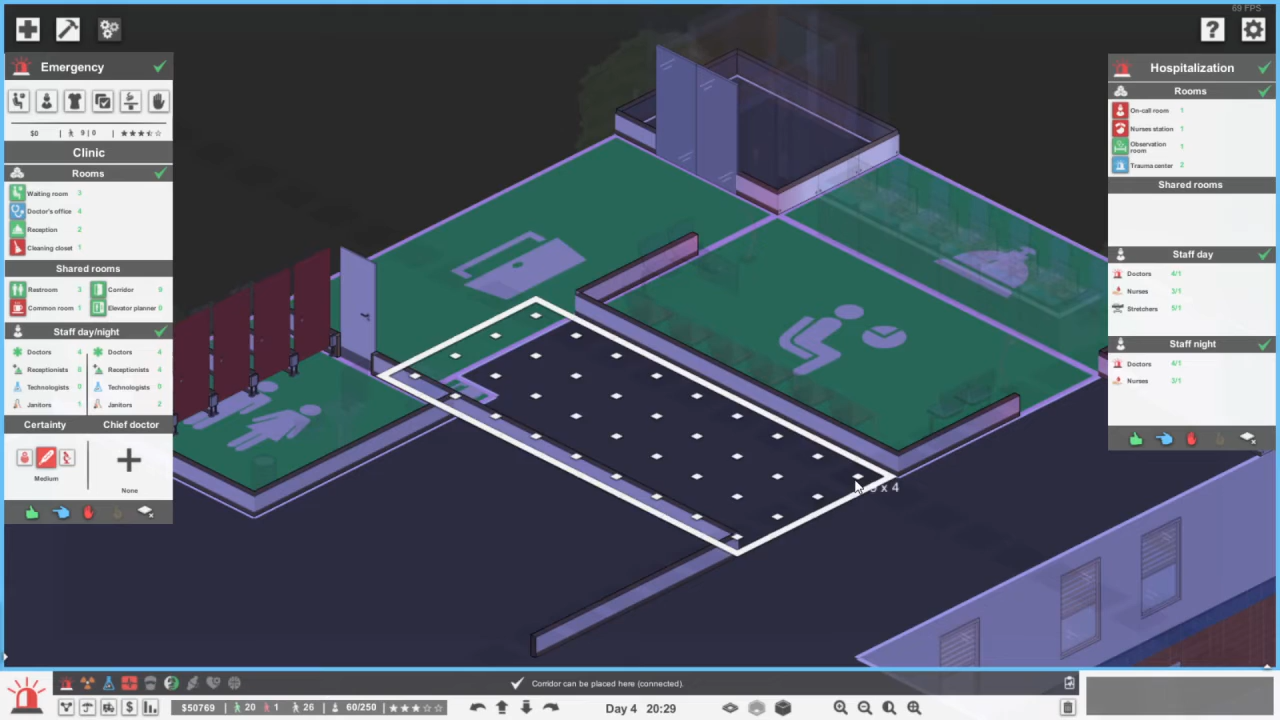 69 FPS
Emergency
$0 | 9 | 0 |
Clinic
Rooms
Waiting room 3
Doctor's office 4
Reception 2
Cleaning closet 1
Shared rooms
Restroom 3 Corridor 9
Common room 1 Elevator planner 0
Staff day/night
Doctors 4 Doctors 4
Receptionists 8 Receptionists 4
Technologists 0 Technologists 0
Janitors 1 Janitors 2
Certainty Chief doctor
Medium None
Hospitalization
Rooms
On-call room 1
Nurses station 1
Observation room 1
Trauma center 2
Shared rooms
Staff day
Doctors 4/1
Nurses 3/1
Stretchers 5/1
Staff night
Doctors 4/1
Nurses 3/1
x 4
Corridor can be placed here (connected).
$50769 | 20 1 | 26 | 60/250 |
Day 4 20:29